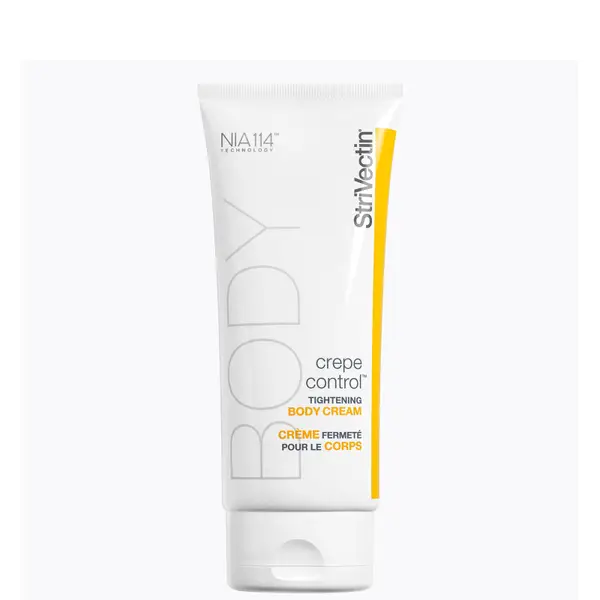 NIA114™
TECHNOLOGY
StriVectin®
BODY
crepe
control™
TIGHTENING
BODY CREAM
CRÈME FERMETÉ
POUR LE CORPS